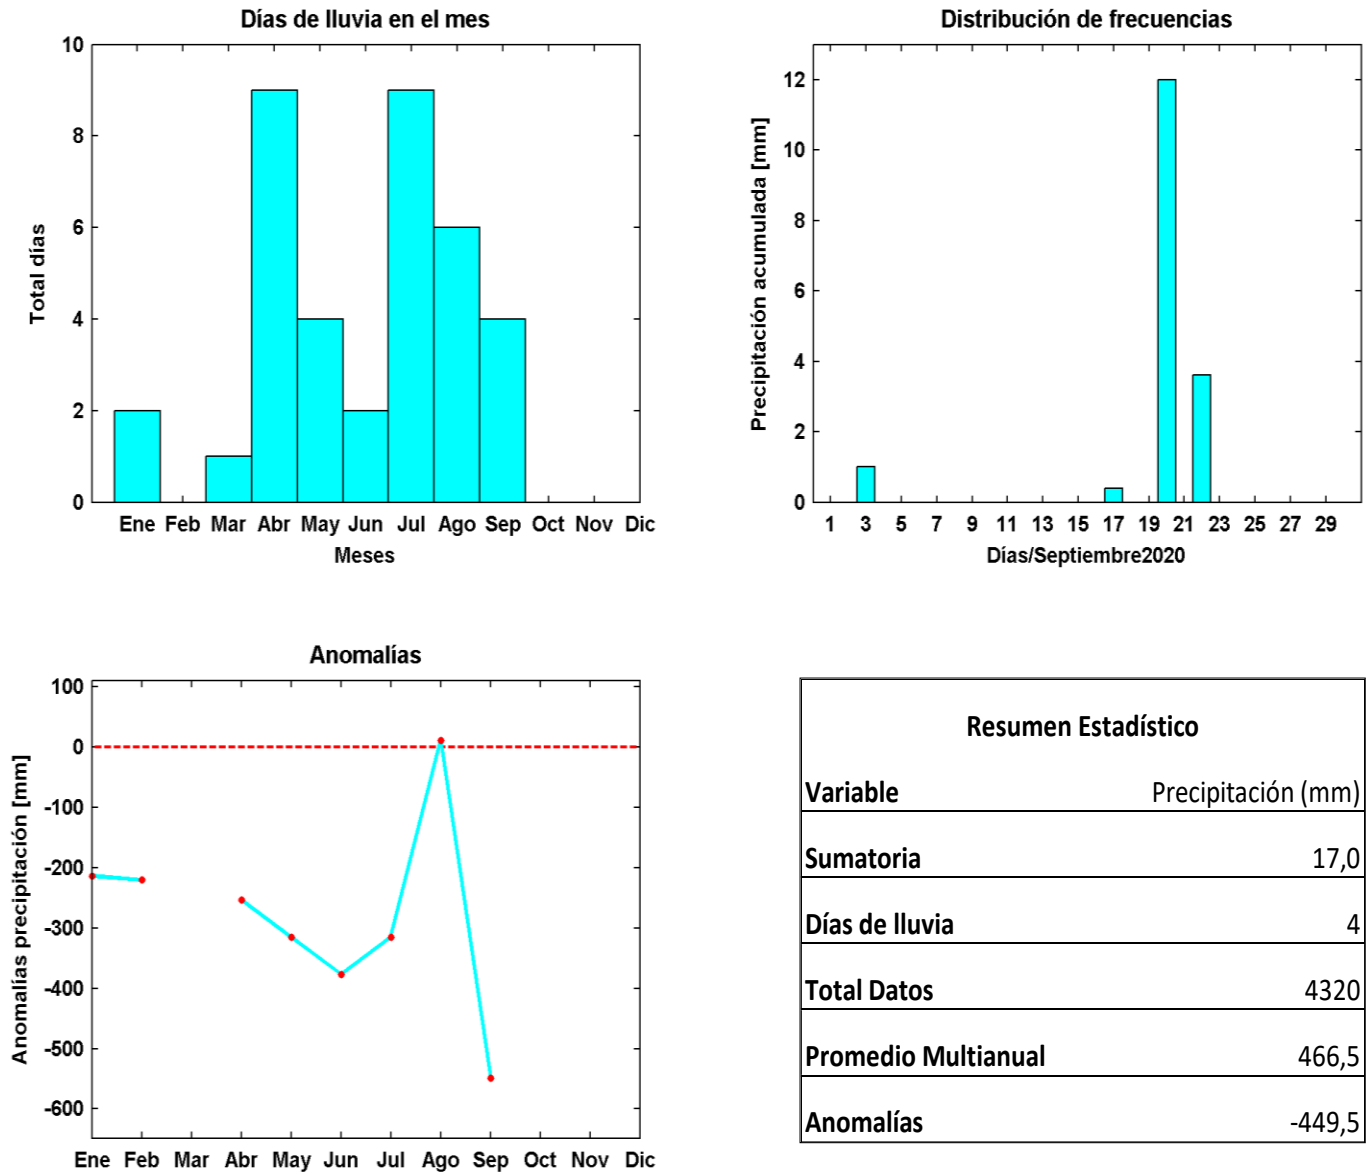 Días de lluvia en el mes
10
8
6
4
2
0
Total días
Ene Feb Mar Abr May Jun Jul Ago Sep Oct Nov Dic
Meses
Distribución de frecuencias
12
10
8
6
4
2
0
Precipitación acumulada [mm]
1 3 5 7 9 11 13 15 17 19 21 23 25 27 29
Días/Septiembre2020
Anomalías
100
0
-100
-200
-300
-400
-500
-600
Anomalías precipitación [mm]
Ene Feb Mar Abr May Jun Jul Ago Sep Oct Nov Dic
Resumen Estadístico
Variable Precipitación (mm)
Sumatoria 17,0
Días de lluvia 4
Total Datos 4320
Promedio Multianual 466,5
Anomalías -449,5